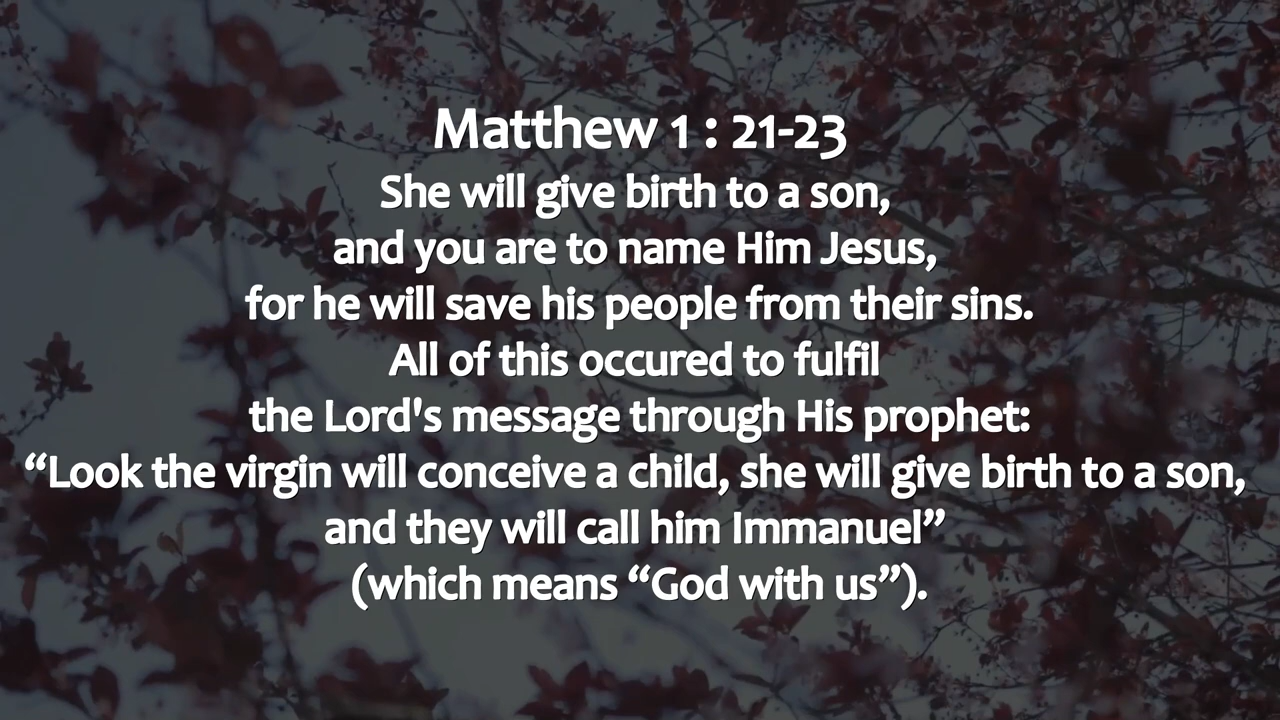 Matthew 1 : 21-23
She will give birth to a son,
and you are to name Him Jesus,
for he will save his people from their sins.
All of this occured to fulfil
the Lord's message through His prophet:
“Look the virgin will conceive a child, she will give birth to a son,
and they will call him Immanuel”
(which means “God with us”).